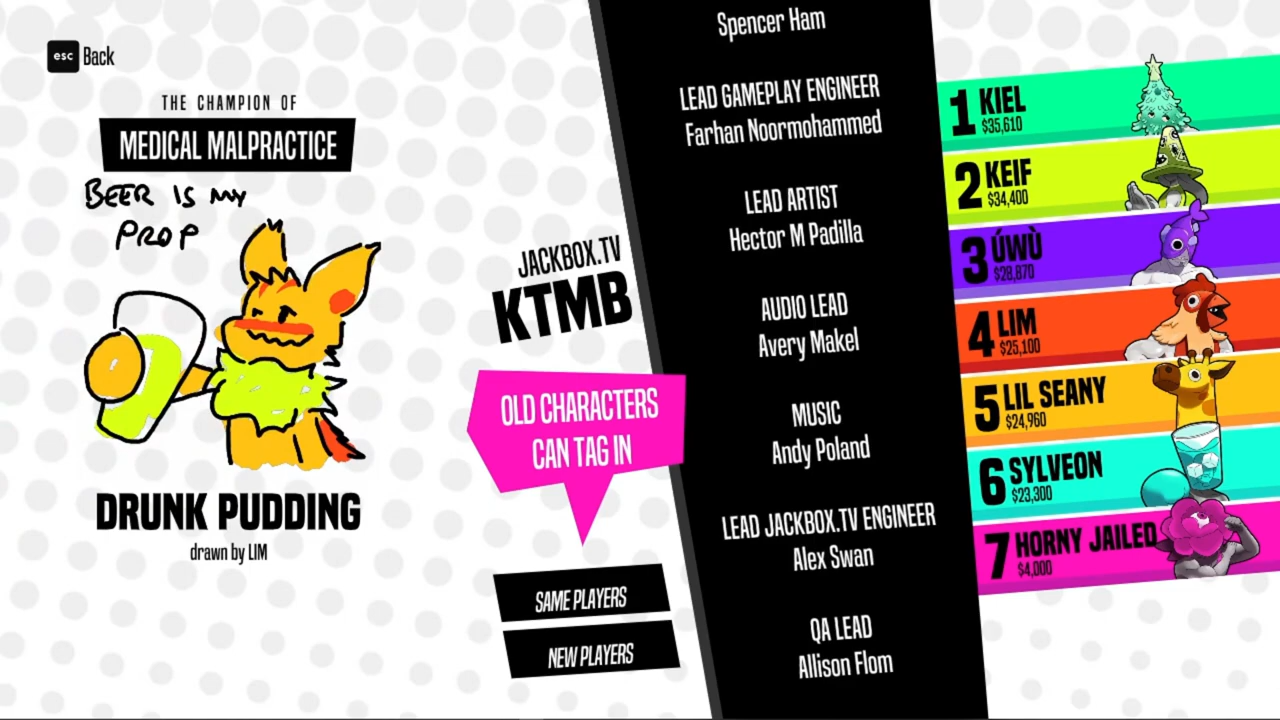 esc Back
THE CHAMPION OF
MEDICAL MALPRACTICE
BEER IS MY
PROP
DRUNK PUDDING
drawn by LIM
JACKBOX.TV
KTMB
OLD CHARACTERS
CAN TAG IN
SAME PLAYERS
NEW PLAYERS
Spencer Ham
LEAD GAMEPLAY ENGINEER
Farhan Noormohammed
LEAD ARTIST
Hector M Padilla
AUDIO LEAD
Avery Makel
MUSIC
Andy Poland
LEAD JACKBOX.TV ENGINEER
Alex Swan
QA LEAD
Allison Flom
1 KIEL
$35,610
2 KEIF
$34,400
3 ÚWÙ
$28,870
4 LIM
$25,100
5 LIL SEANY
$24,960
6 SYLVEON
$23,300
7 HORNY JAILED
$4,000